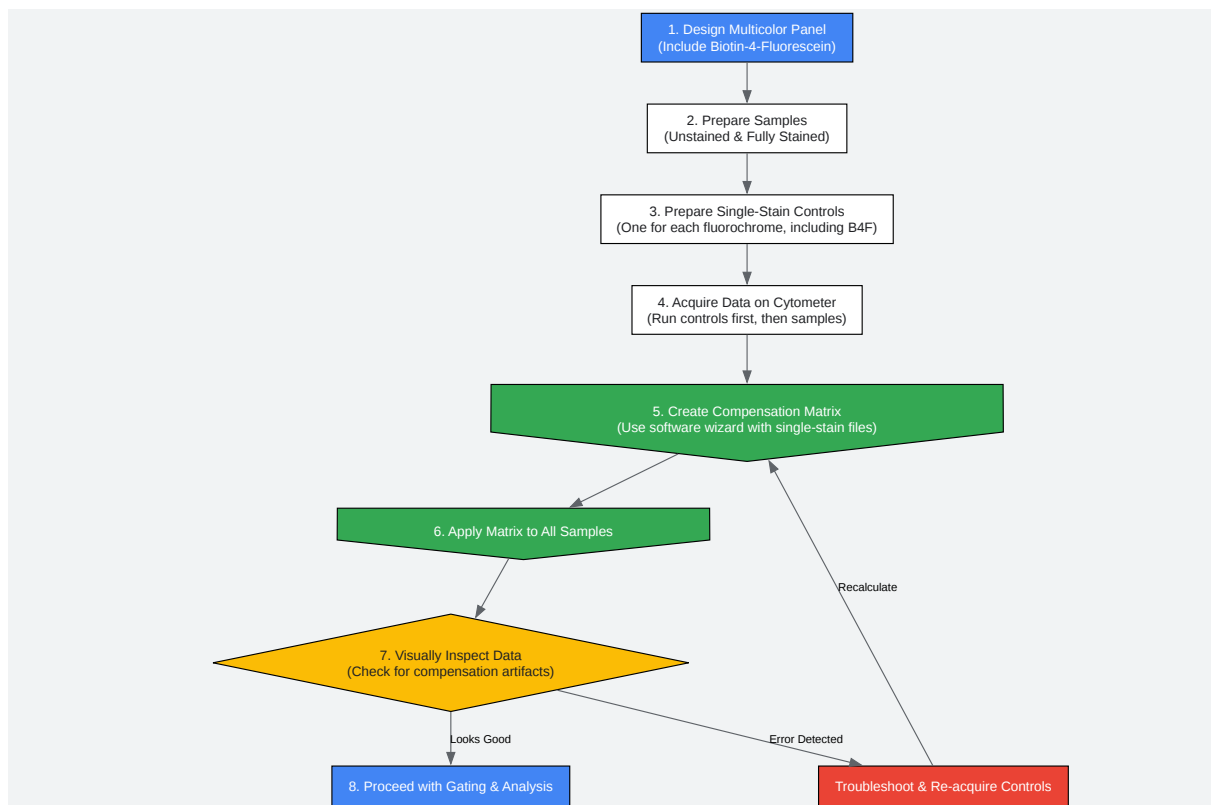 1. Design Multicolor Panel
(Include Biotin-4-Fluorescein)
2. Prepare Samples
(Unstained & Fully Stained)
3. Prepare Single-Stain Controls
(One for each fluorochrome, including B4F)
4. Acquire Data on Cytometer
(Run controls first, then samples)
5. Create Compensation Matrix
(Use software wizard with single-stain files)
6. Apply Matrix to All Samples
Recalculate
7. Visually Inspect Data
(Check for compensation artifacts)
Looks Good
Error Detected
8. Proceed with Gating & Analysis
Troubleshoot & Re-acquire Controls